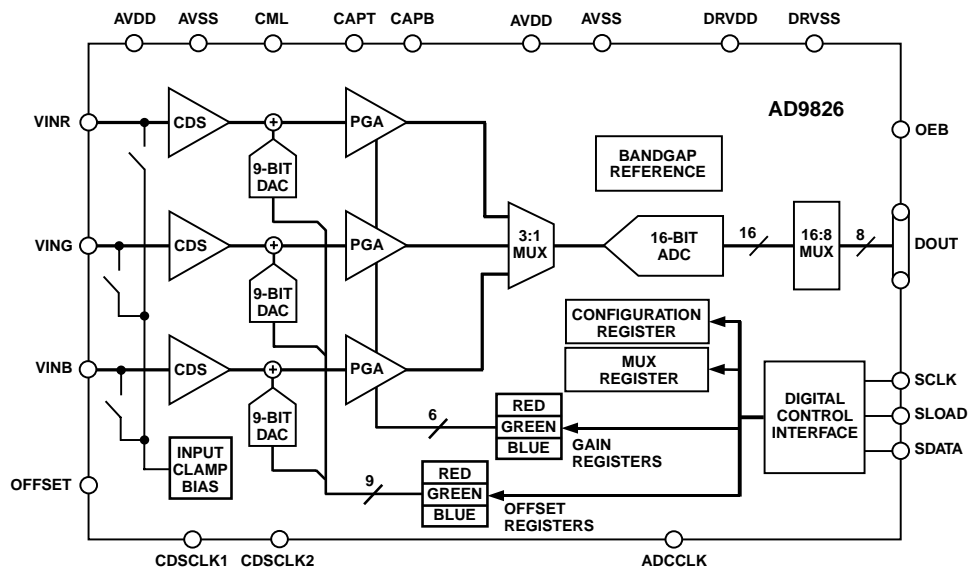 AVDD AVSS CML CAPT CAPB AVDD AVSS DRVDD DRVSS
AD9826
VINR
CDS
+
PGA
OEB
9-BIT
DAC
BANDGAP
REFERENCE
VING
CDS
+
PGA
3:1
MUX
16-BIT
ADC
16
16:8
MUX
8
DOUT
9-BIT
DAC
CONFIGURATION
REGISTER
VINB
CDS
+
PGA
MUX
REGISTER
DIGITAL
CONTROL
INTERFACE
SCLK
SLOAD
SDATA
9-BIT
DAC
6
RED
GREEN
BLUE
GAIN
REGISTERS
INPUT
CLAMP
BIAS
OFFSET
9
RED
GREEN
BLUE
OFFSET
REGISTERS
CDSCLK1 CDSCLK2 ADCCLK